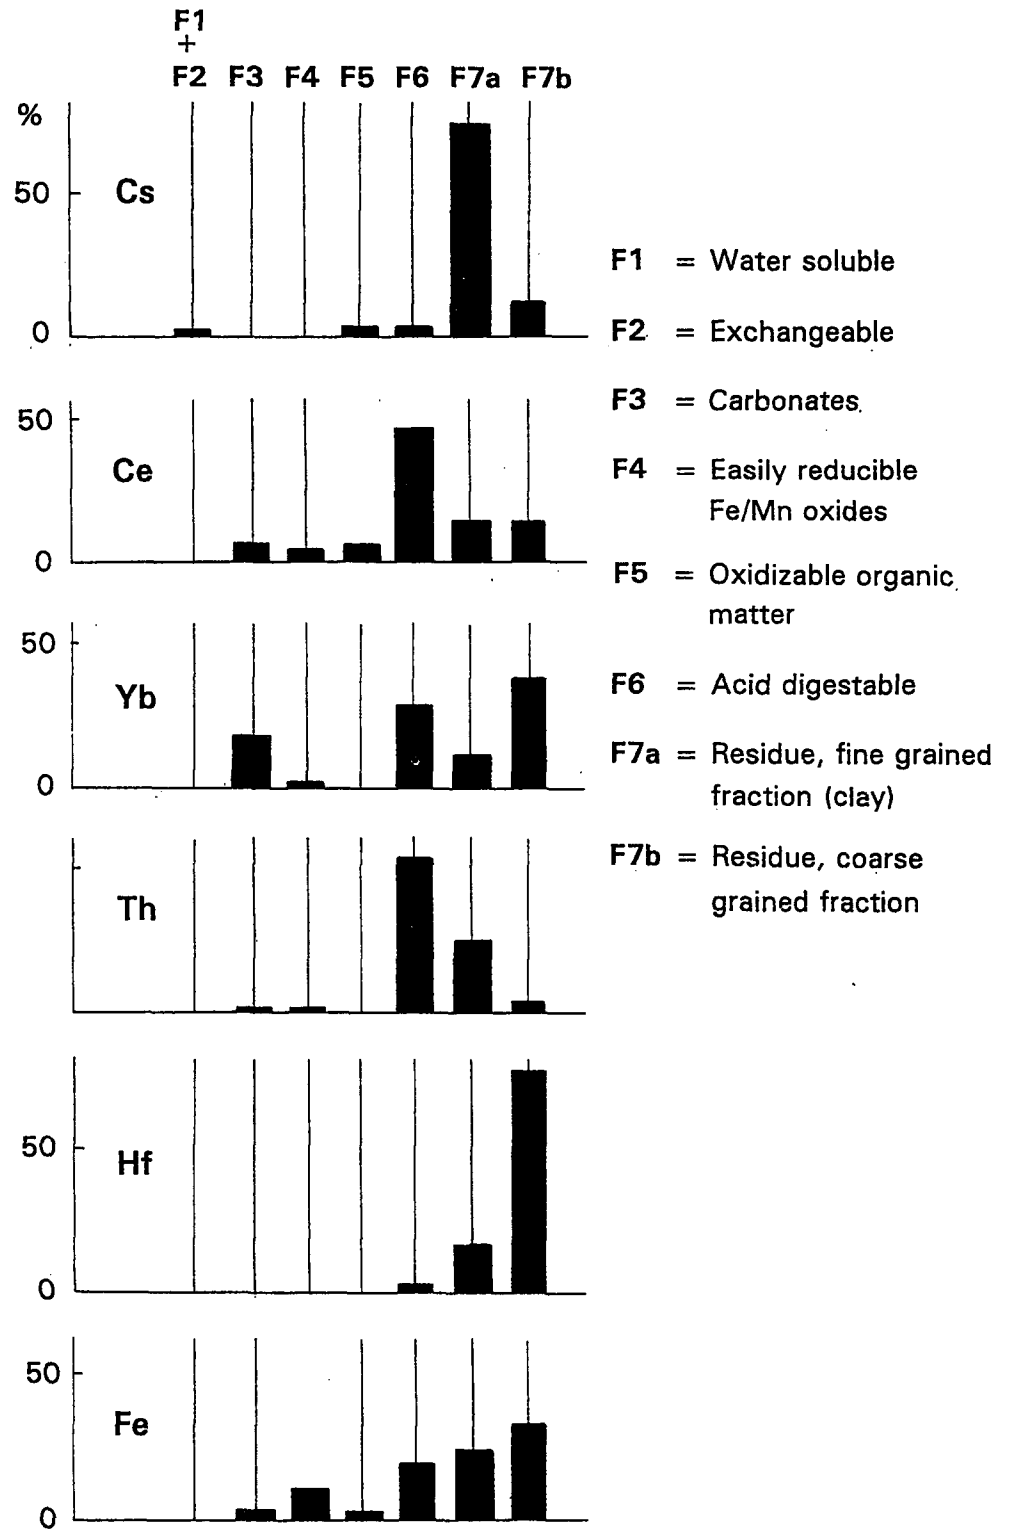 F1
+
F2 F3 F4 F5 F6 F7a F7b
%
50
Cs
0
50
Ce
0
50
Yb
0
Th
50
Hf
0
50
Fe
0
F1 = Water soluble
F2 = Exchangeable
F3 = Carbonates
F4 = Easily reducible
Fe/Mn oxides
F5 = Oxidizable organic
matter
F6 = Acid digestable
F7a = Residue, fine grained
fraction (clay)
F7b = Residue, coarse
grained fraction